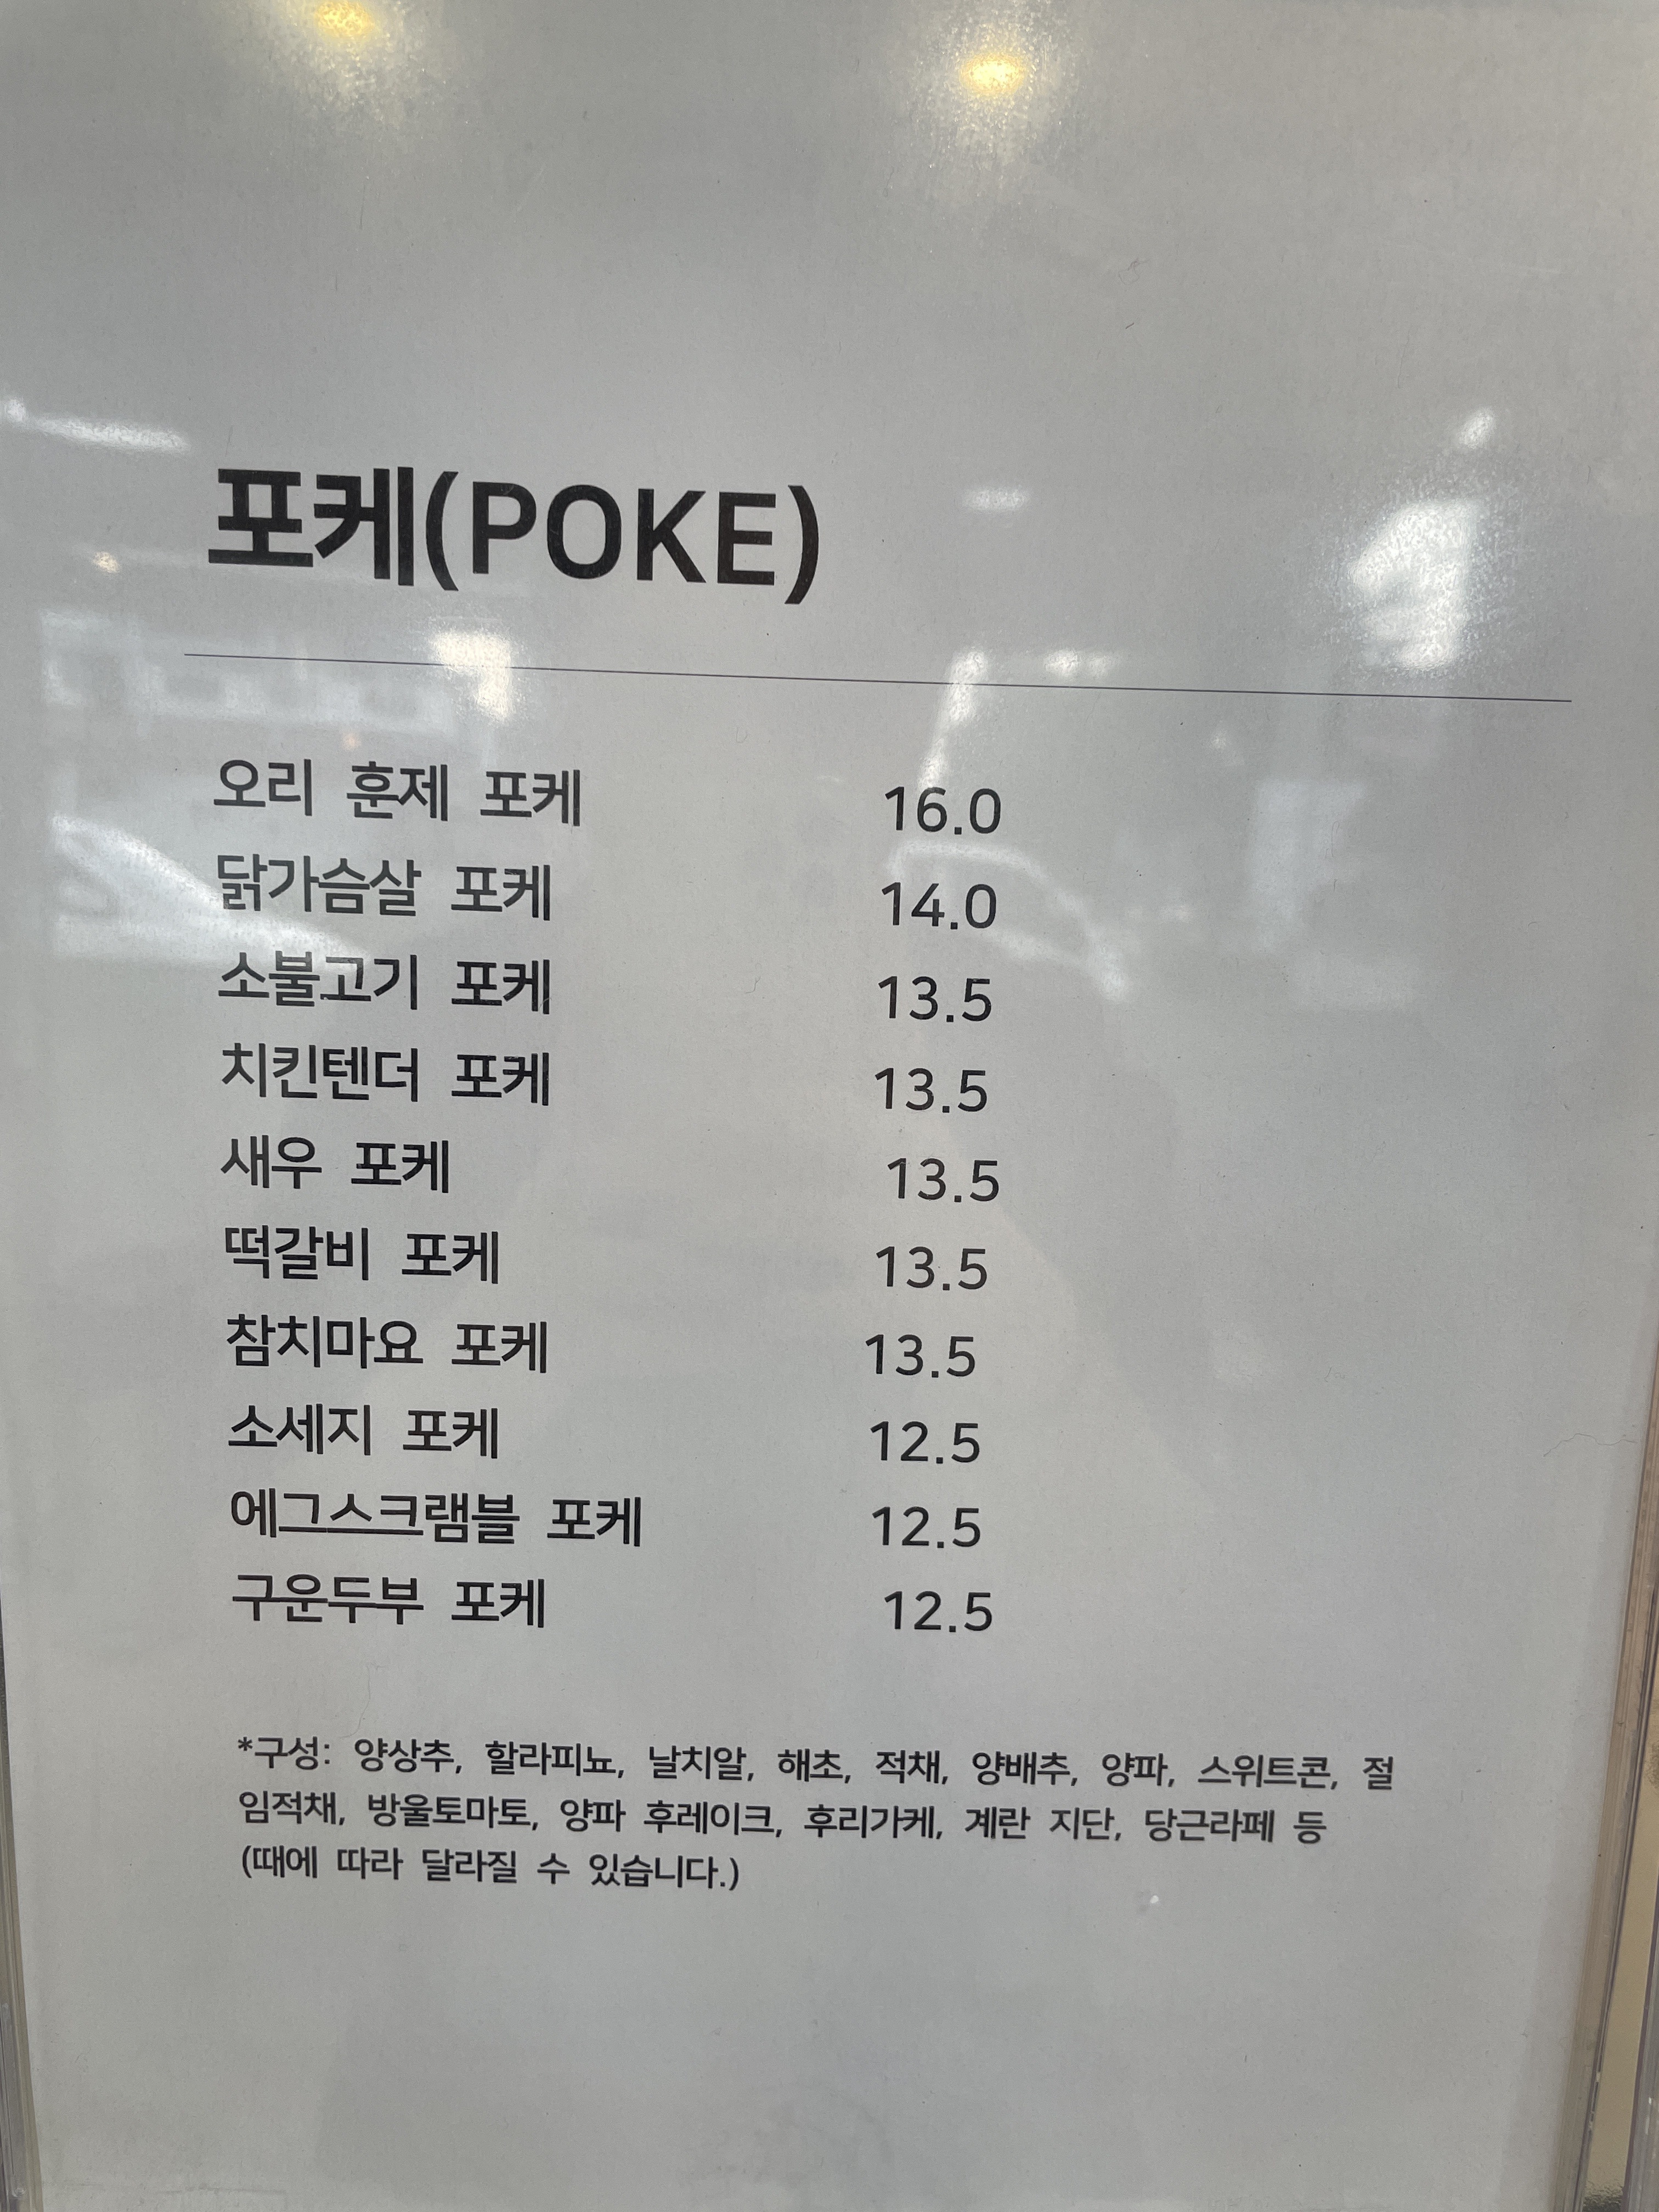 포케(POKE)
오리 훈제 포케 16.0
닭가슴살 포케 14.0
소불고기 포케 13.5
치킨텐더 포케 13.5
새우 포케 13.5
떡갈비 포케 13.5
참치마요 포케 13.5
소세지 포케 12.5
에그스크램블 포케 12.5
구운두부 포케 12.5
*구성: 양상추, 할라피뇨, 날치알, 해초, 적채, 양배추, 양파, 스위트콘, 절
임적채, 방울토마토, 양파 후레이크, 후리가케, 계란 지단, 당근라페 등
(때에 따라 달라질 수 있습니다.)